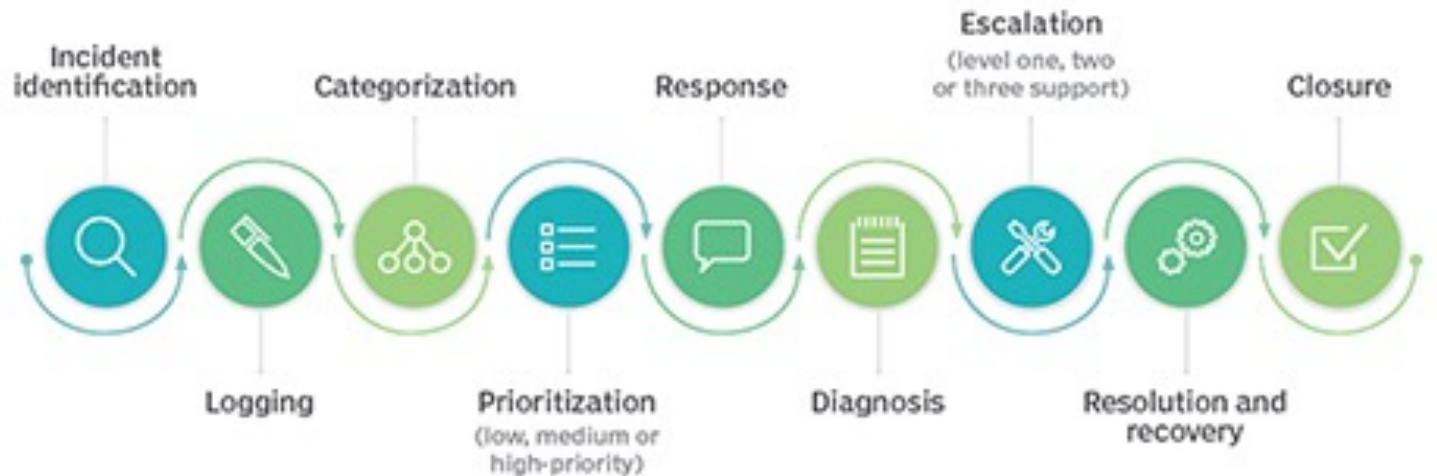 Incident
identification
Logging
Categorization
Prioritization
(low, medium or
high-priority)
Response
Diagnosis
Escalation
(level one, two
or three support)
Resolution and
recovery
Closure